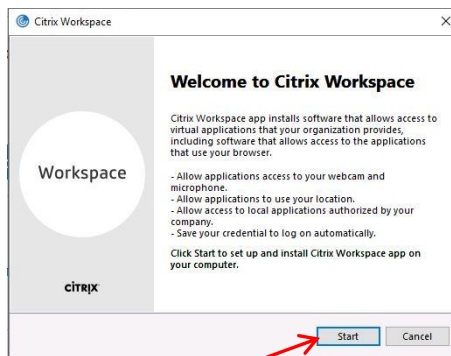 Citrix Workspace
Welcome to Citrix Workspace
Citrix Workspace app installs software that allows access to
virtual applications that your organization provides,
including software that allows access to the applications
that use your browser.
- Allow applications access to your webcam and
microphone.
- Allow applications to use your location.
- Allow access to local applications authorized by your
company.
- Save your credential to log on automatically.
Click Start to set up and install Citrix Workspace app on
your computer.
Workspace
CITRIX
Start
Cancel